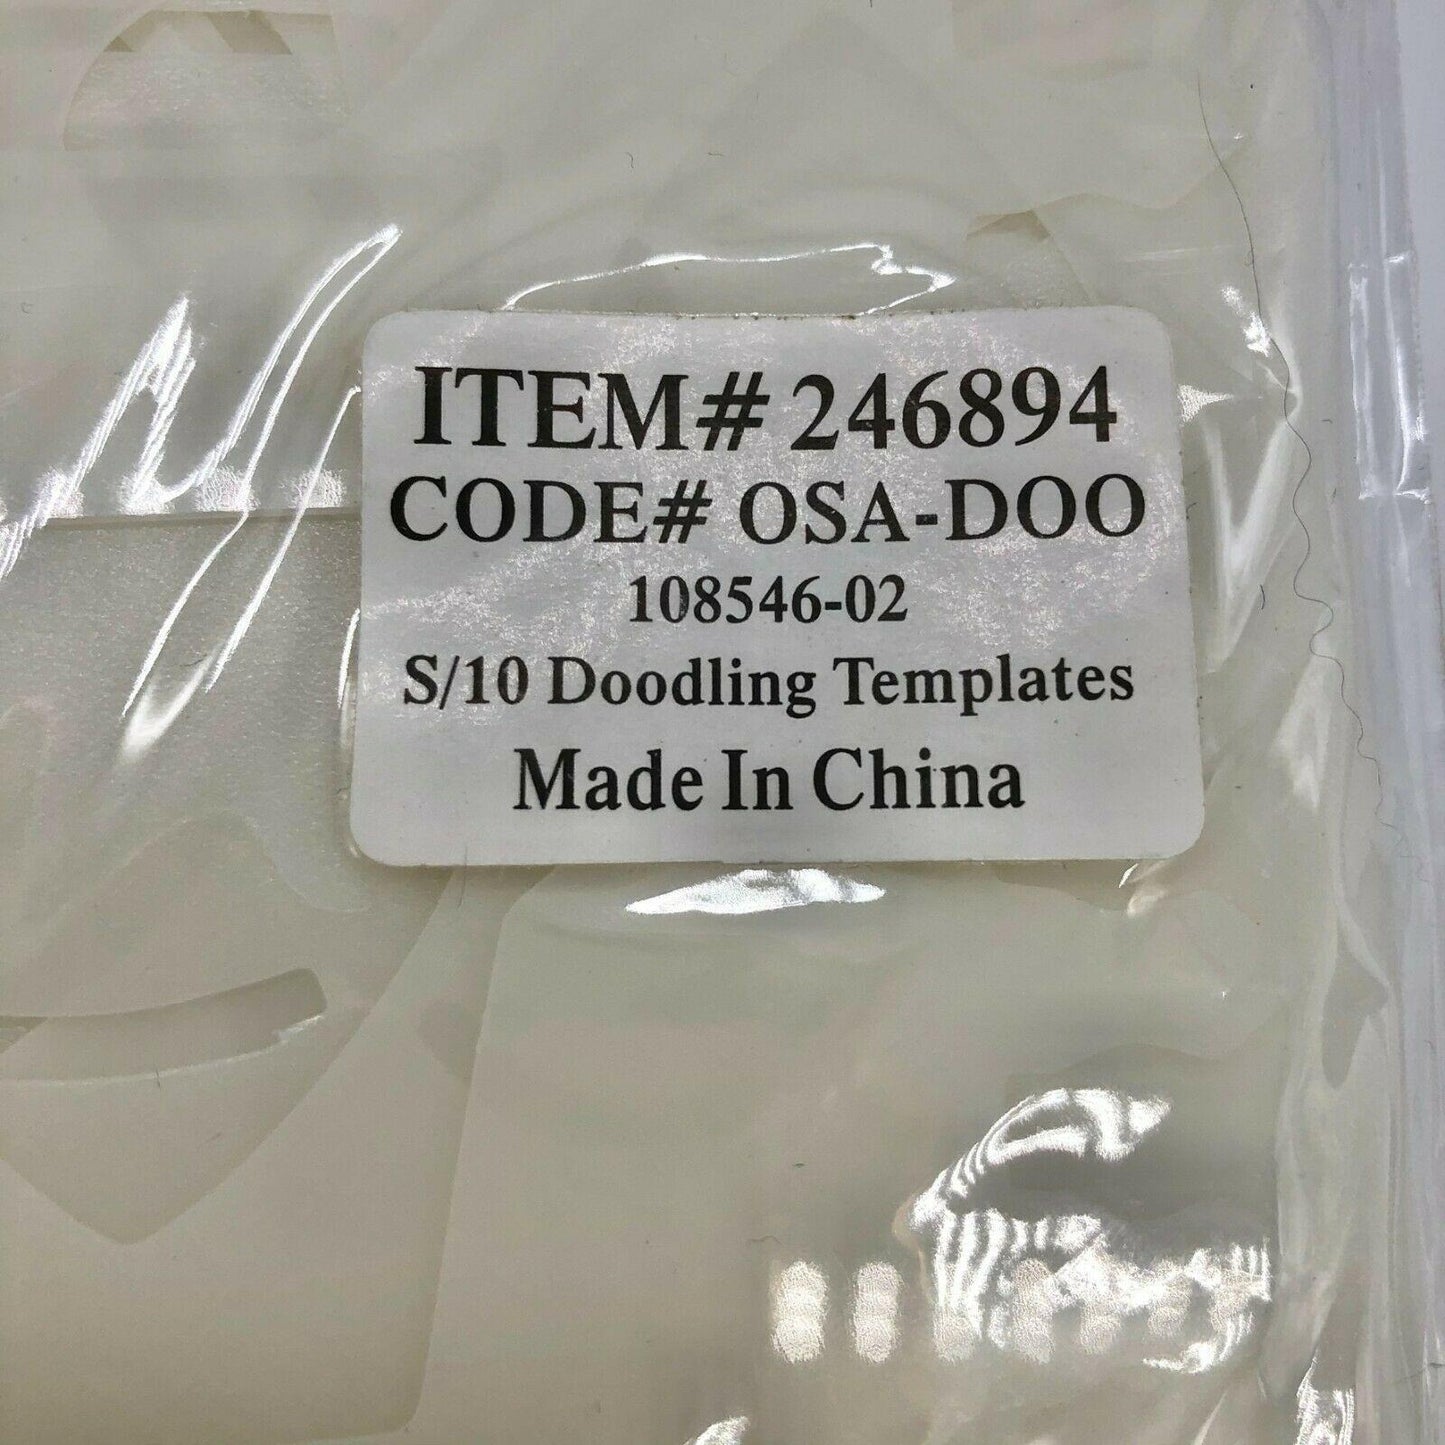 ITEM# 246894
CODE# OSA-DOO
108546-02
S/10 Doodling Templates
Made In China